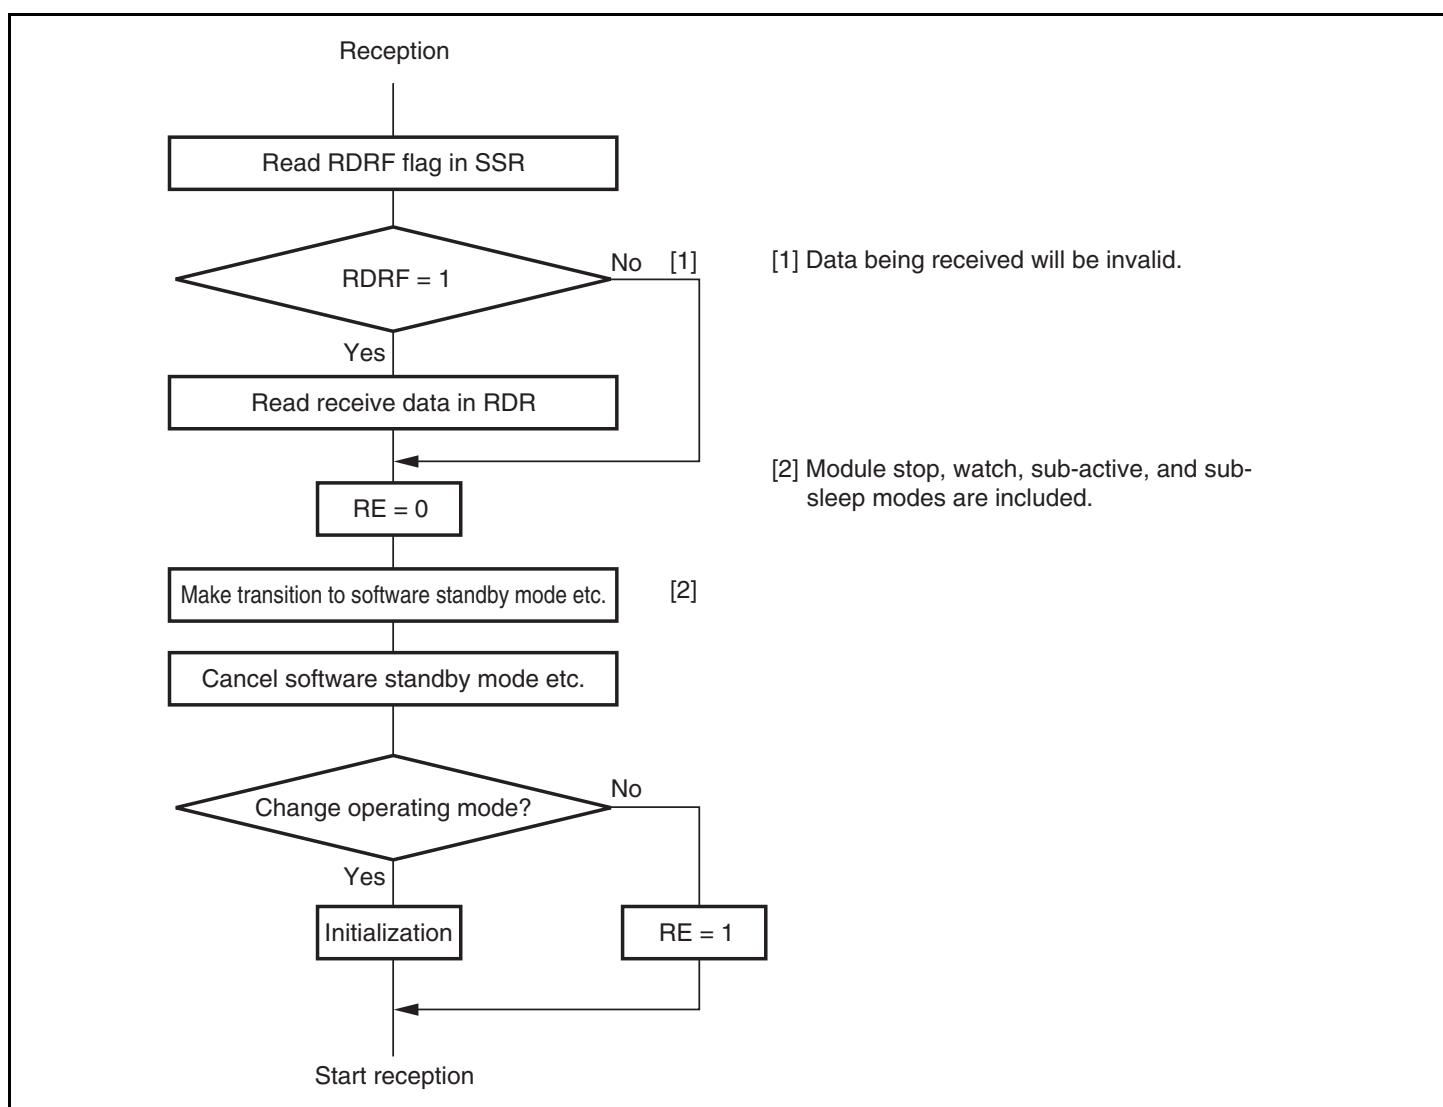 Reception
Read RDRF flag in SSR
RDRF = 1
No [1]
[1] Data being received will be invalid.
Yes
Read receive data in RDR
[2] Module stop, watch, sub-active, and sub-
sleep modes are included.
RE = 0
Make transition to software standby mode etc.
[2]
Cancel software standby mode etc.
Change operating mode?
No
Yes
Initialization
RE = 1
Start reception